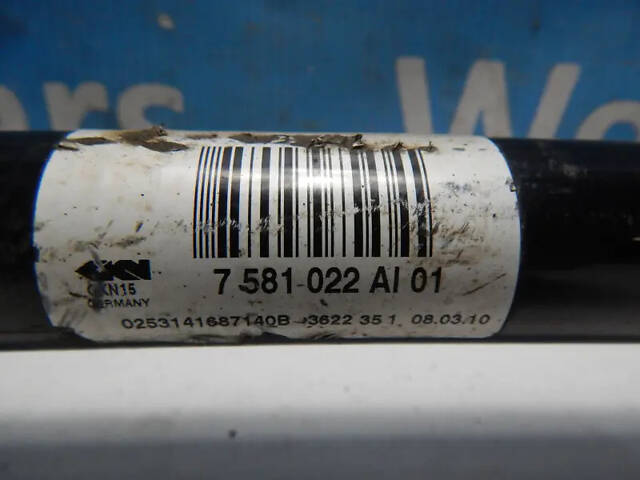 7 581 022 AI 01
GKN
GKN15
GERMANY
0253141687140B 3622 35 1 08.03.10